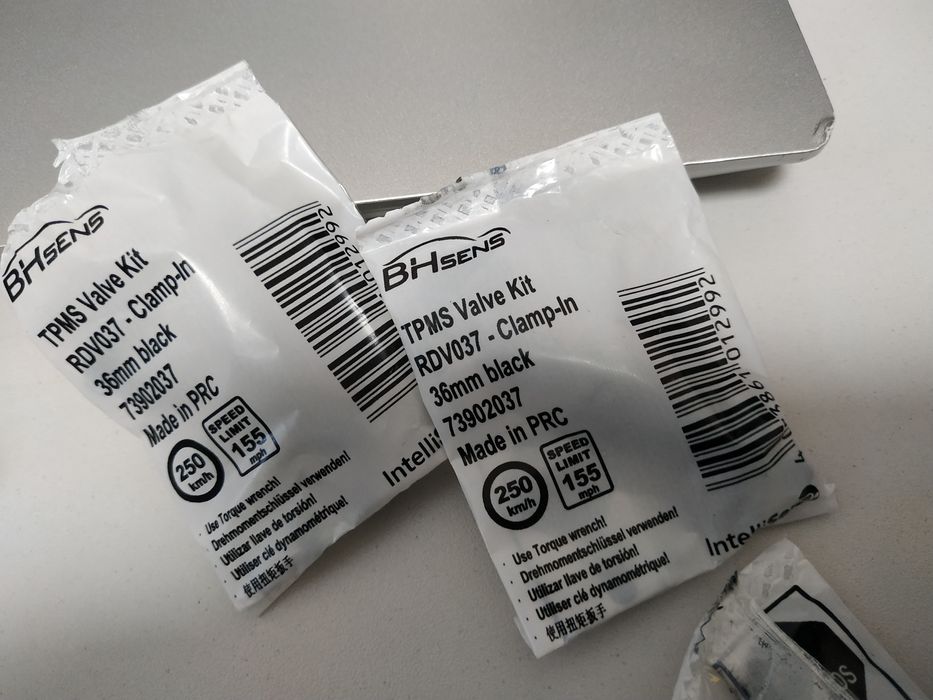 BHSENS
TPMS Valve Kit
RDV037 - Clamp-In
36mm black
73902037
Made in PRC
250
km/h
SPEED
LIMIT
155
mph
· Use Torque wrench!
· Drehmomentschlüssel verwenden!
· Utilizar llave de torsión!
· Utiliser clé dynamométrique!
· 使用扭矩扳手
BHSENS
TPMS Valve Kit
RDV037 - Clamp-In
36mm black
73902037
Made in PRC
250
km/h
SPEED
LIMIT
155
mph
· Use Torque wrench!
· Drehmomentschlüssel verwenden!
· Utilizar llave de torsión!
· Utiliser clé dynamométrique!
· 使用扭矩扳手